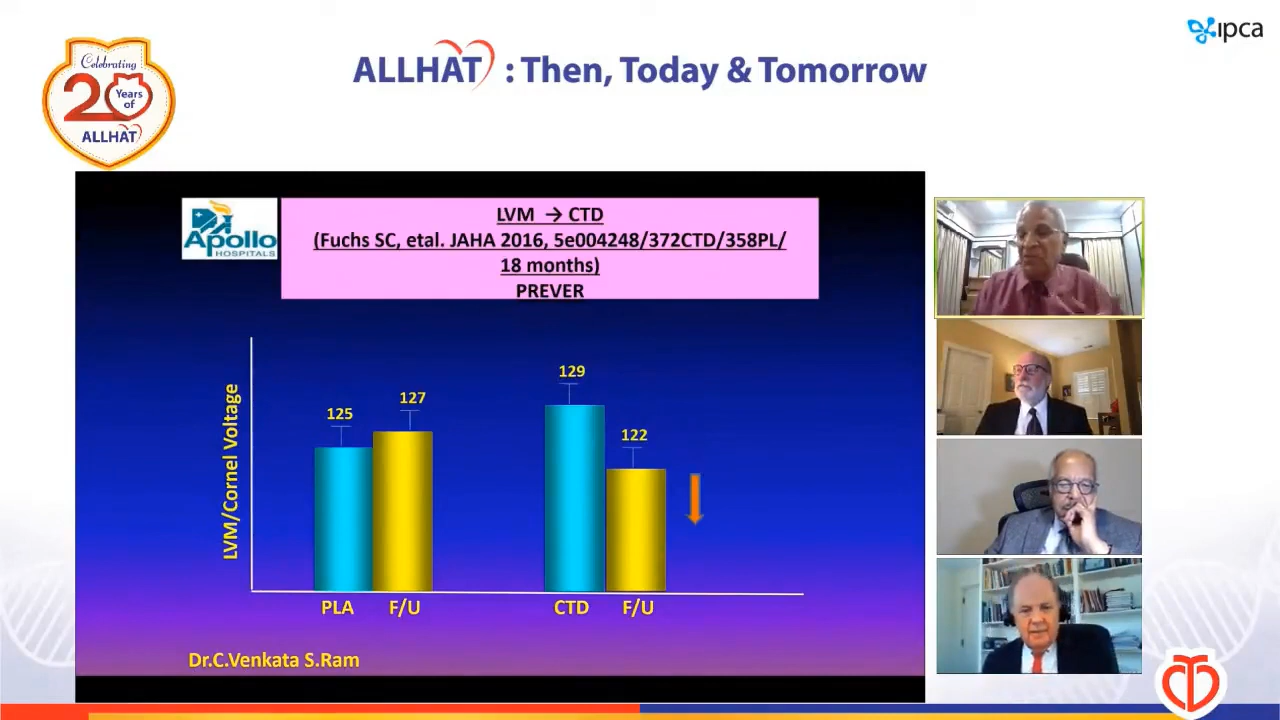 ipca
Celebrating
20 Years of
ALLHAT
ALLHAT : Then, Today & Tomorrow
Apollo
HOSPITALS
LVM → CTD
(Fuchs SC, etal. JAHA 2016, 5e004248/372CTD/358PL/
18 months)
PREVER
LVM/Cornel Voltage
125
127
129
122
PLA
F/U
CTD
F/U
Dr.C.Venkata S.Ram